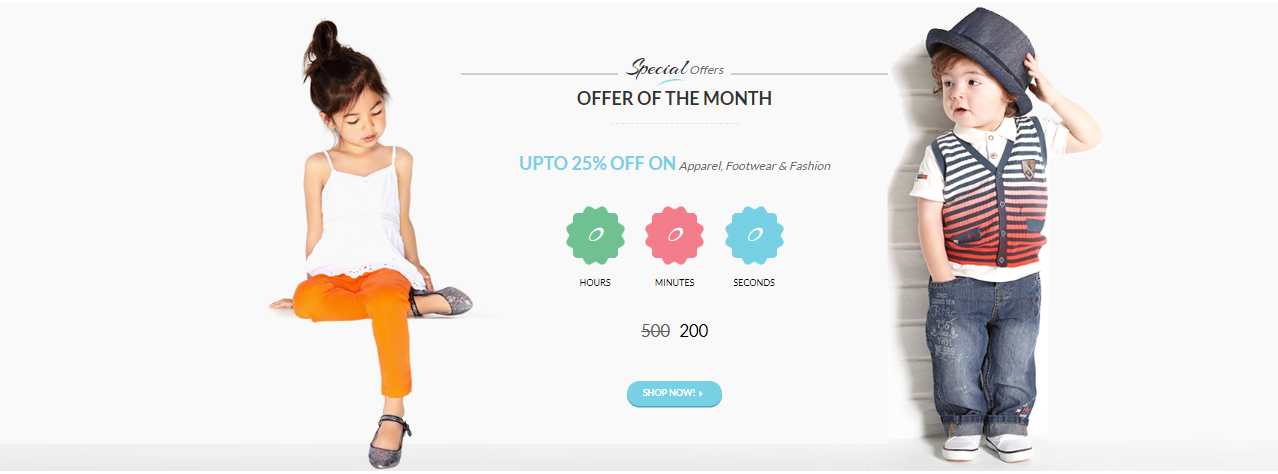 Special Offers
OFFER OF THE MONTH
UPTO 25% OFF ON Apparel, Footwear & Fashion
0 0 0
HOURS MINUTES SECONDS
500 200
SHOP NOW!